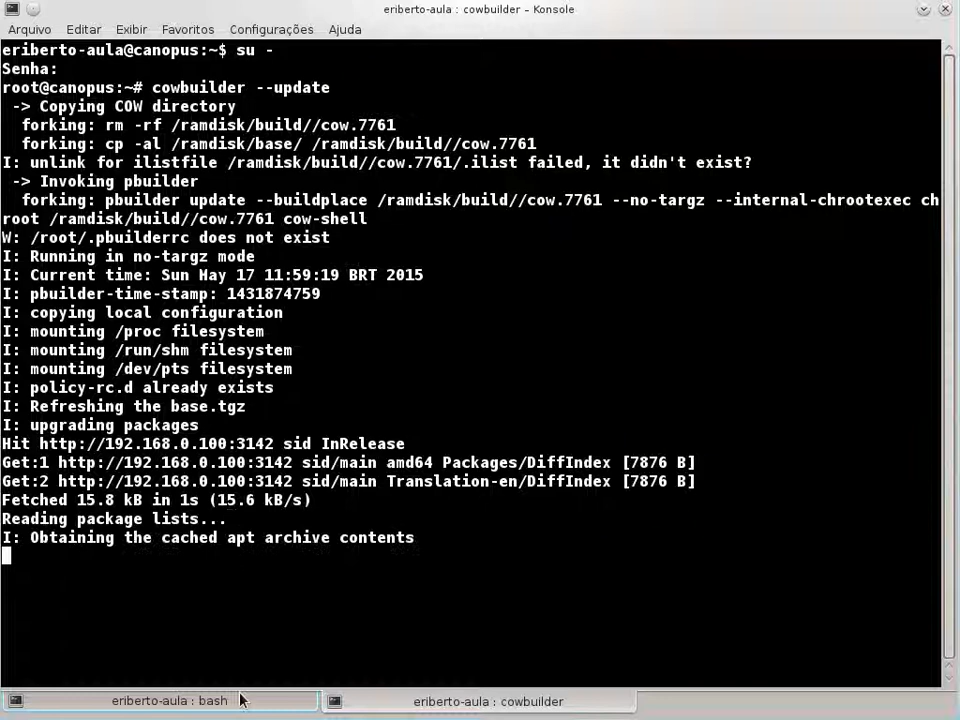 eriberto-aula : cowbuilder – Konsole
Arquivo Editar Exibir Favoritos Configurações Ajuda
eriberto-aula@canopus:~$ su -
Senha:
root@canopus:~# cowbuilder --update
-> Copying COW directory
forking: rm -rf /ramdisk/build//cow.7761
forking: cp -al /ramdisk/base/ /ramdisk/build//cow.7761
I: unlink for ilistfile /ramdisk/build//cow.7761/.ilist failed, it didn't exist?
-> Invoking pbuilder
forking: pbuilder update --buildplace /ramdisk/build//cow.7761 --no-targz --internal-chrootexec ch
root /ramdisk/build//cow.7761 cow-shell
W: /root/.pbuilderrc does not exist
I: Running in no-targz mode
I: Current time: Sun May 17 11:59:19 BRT 2015
I: pbuilder-time-stamp: 1431874759
I: copying local configuration
I: mounting /proc filesystem
I: mounting /run/shm filesystem
I: mounting /dev/pts filesystem
I: policy-rc.d already exists
I: Refreshing the base.tgz
I: upgrading packages
Hit http://192.168.0.100:3142 sid InRelease
Get:1 http://192.168.0.100:3142 sid/main amd64 Packages/DiffIndex [7876 B]
Get:2 http://192.168.0.100:3142 sid/main Translation-en/DiffIndex [7876 B]
Fetched 15.8 kB in 1s (15.6 kB/s)
Reading package lists...
I: Obtaining the cached apt archive contents
eriberto-aula : bash
eriberto-aula : cowbuilder